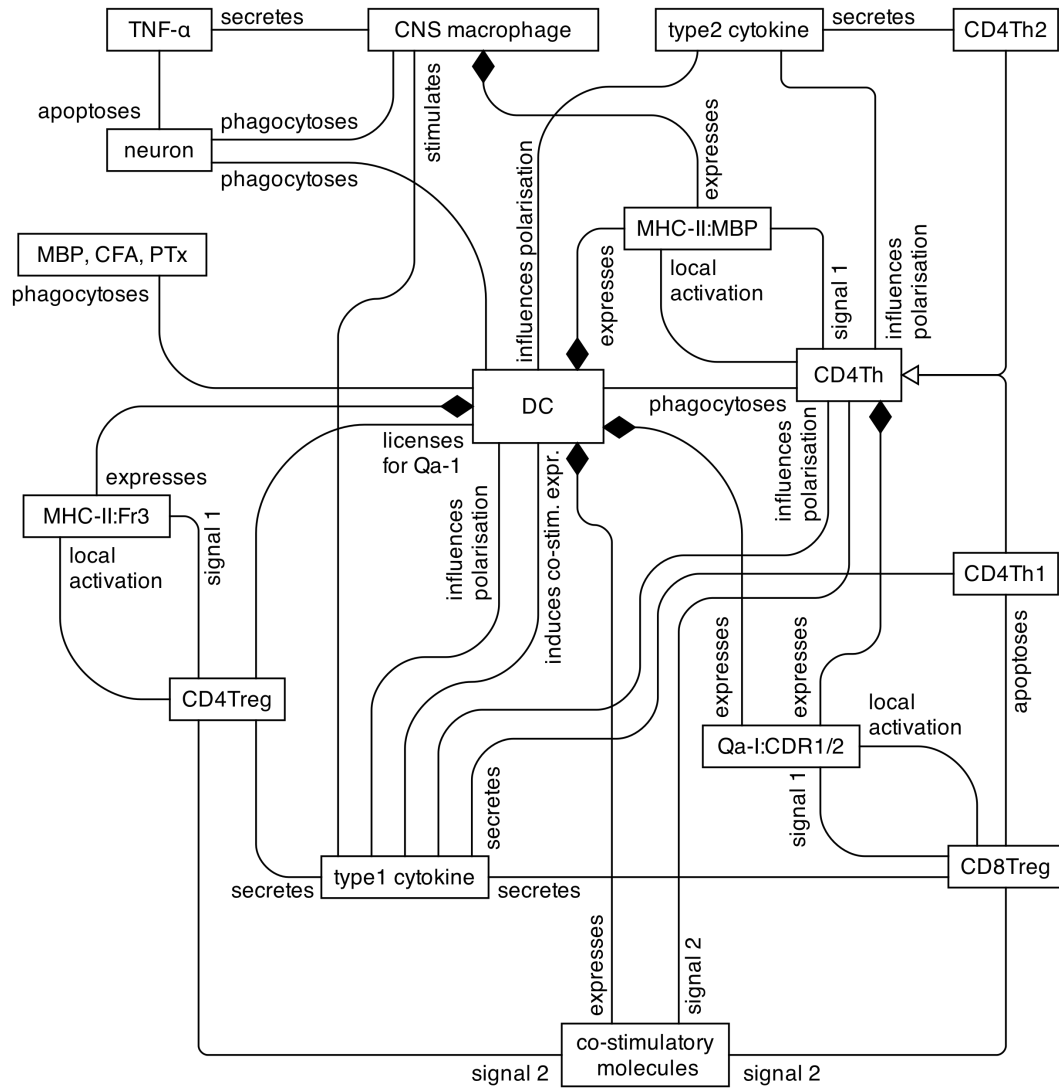 TNF-α
secretes
CNS macrophage
type2 cytokine
secretes
CD4Th2
apoptoses
phagocytoses
stimulates
neuron
phagocytoses
expresses
influences polarisation
MHC-II:MBP
MBP, CFA, PTx
phagocytoses
expresses
local
activation
signal 1
influences
polarisation
CD4Th
DC
phagocytoses
licenses
for Qa-1
influences
polarisation
expresses
MHC-II:Fr3
local
activation
signal 1
influences
polarisation
induces co-stim. expr.
CD4Th1
apoptoses
expresses
expresses
CD4Treg
local
activation
Qa-I:CDR1/2
signal 1
secretes
CD8Treg
type1 cytokine
secretes
secretes
expresses
signal 2
co-stimulatory
molecules
signal 2
signal 2